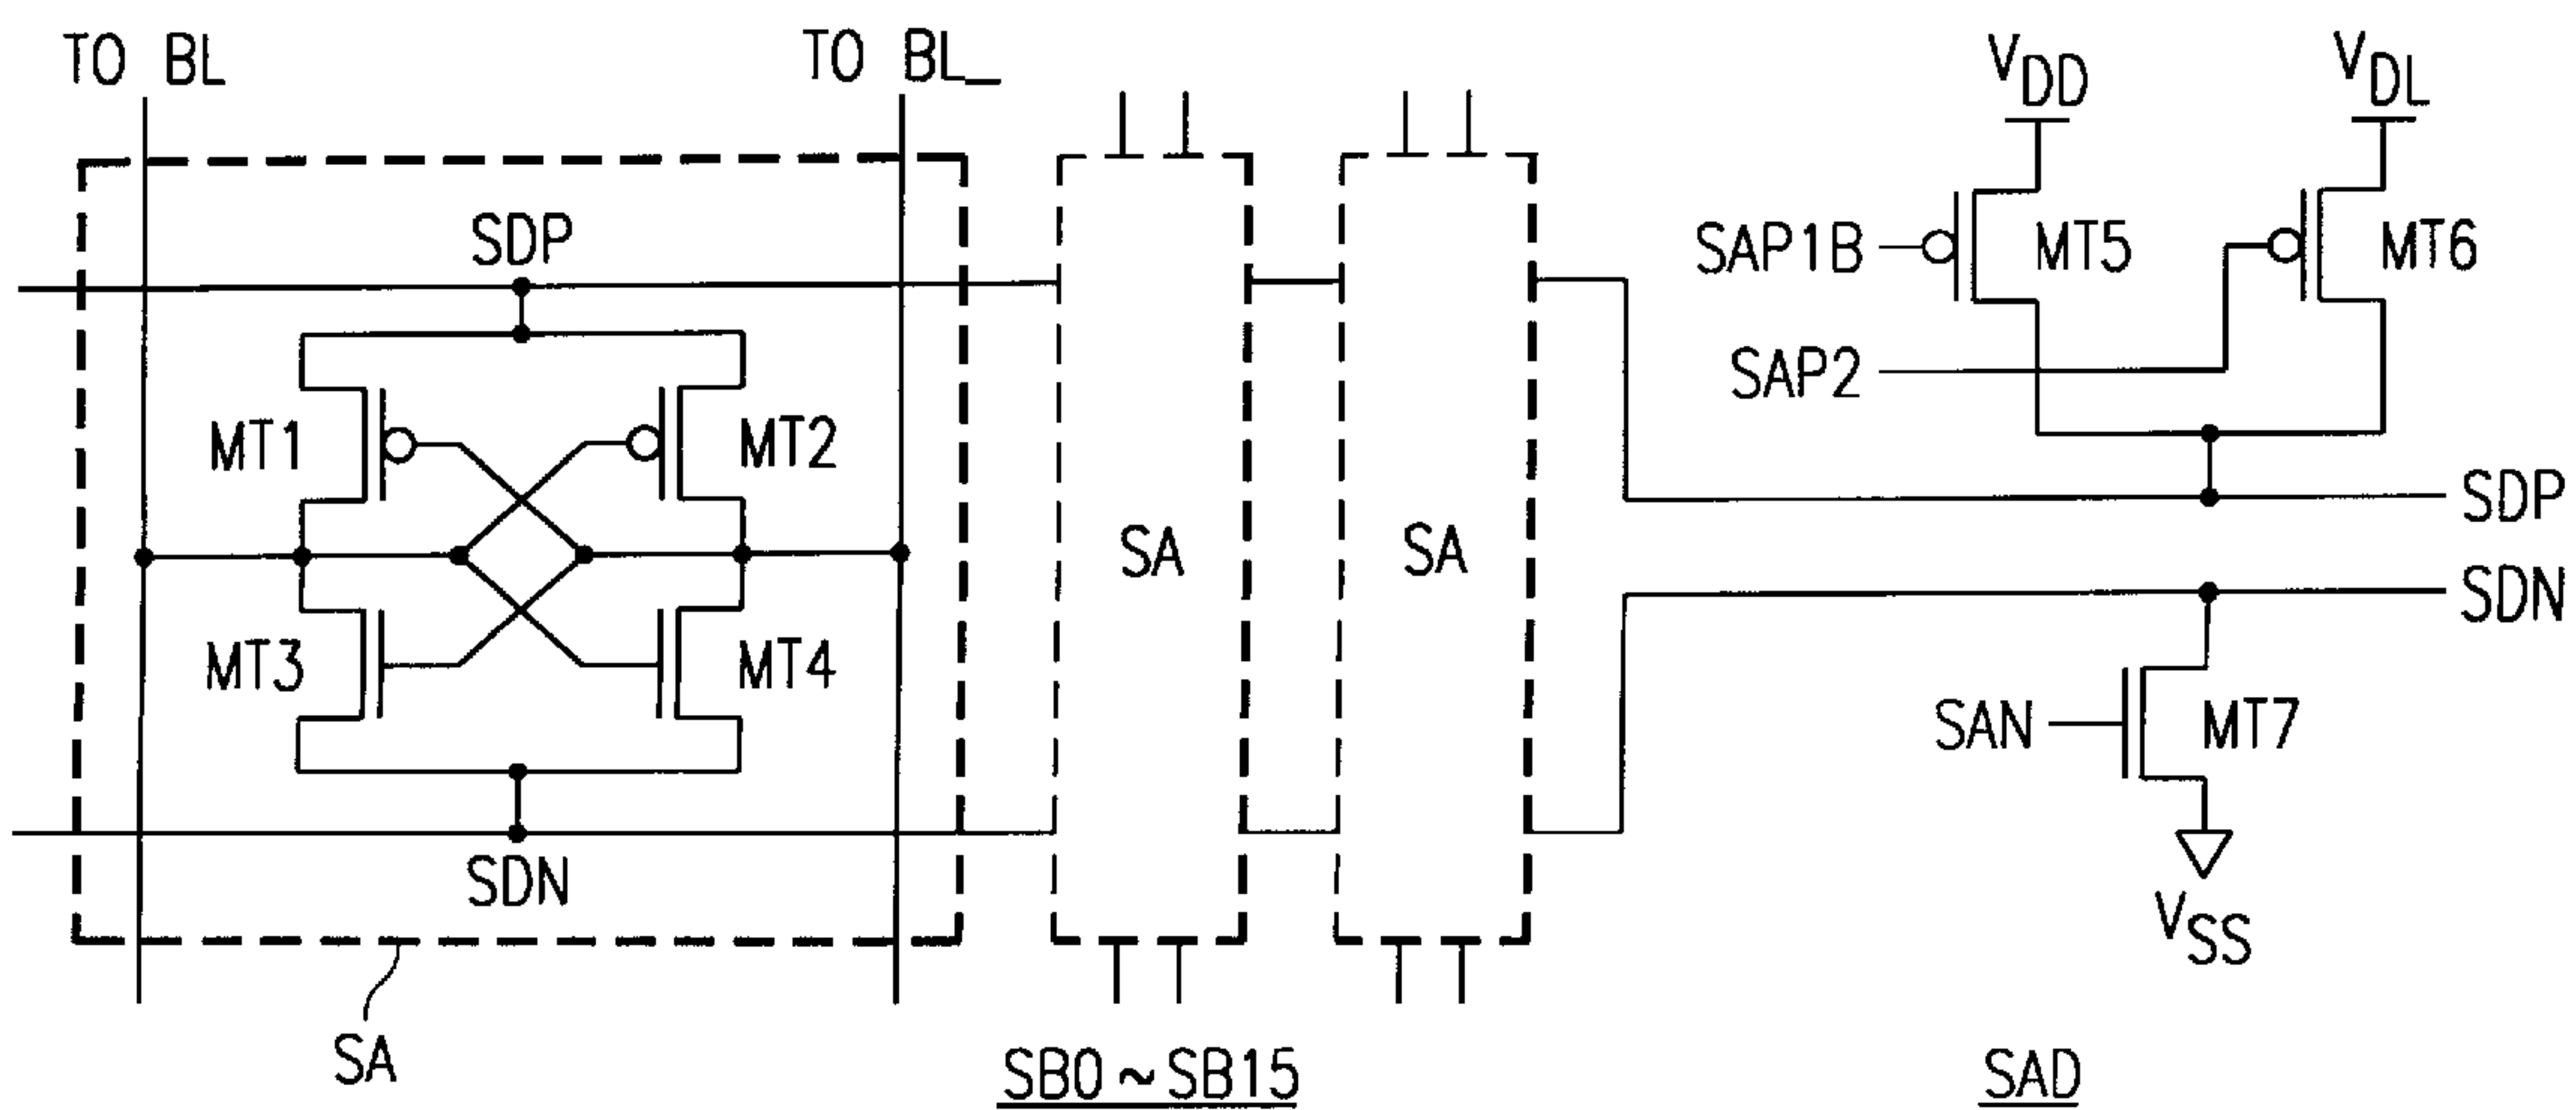 TO BL
TO BL_
VDD
VDL
SDP
SAP1B
MT5
MT6
SAP2
MT1
MT2
SDP
SA
SA
SDN
MT3
MT4
SAN
MT7
SDN
VSS
SA
SB0 ~ SB15
SAD